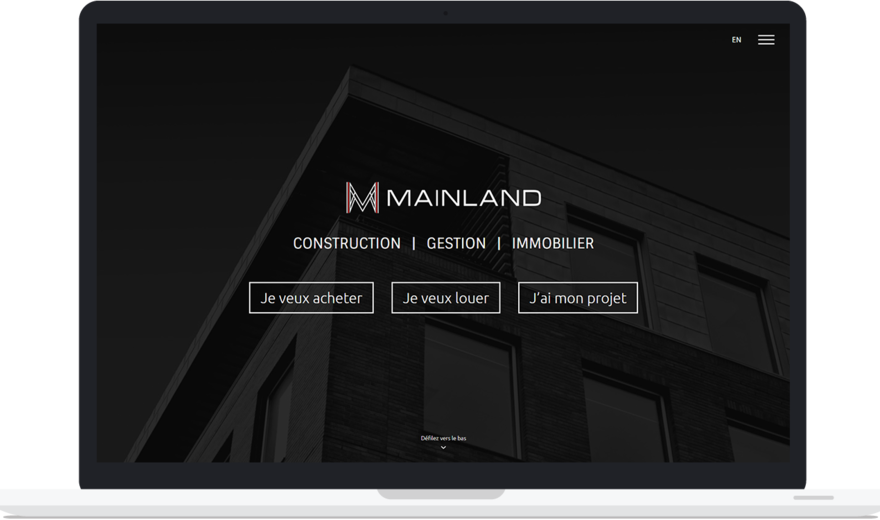 EN
MAINLAND
CONSTRUCTION | GESTION | IMMOBILIER
Je veux acheter Je veux louer J'ai mon projet
Défilez vers le bas